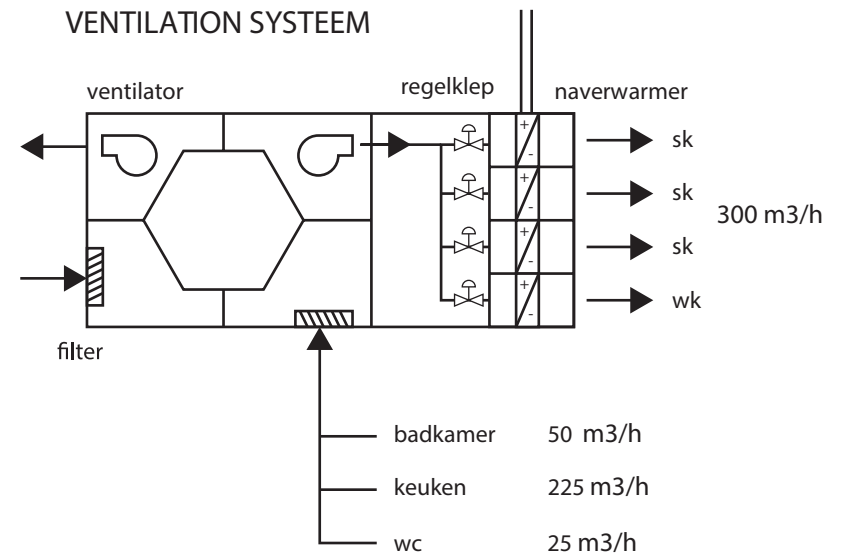 VENTILATION SYSTEEM
ventilator
regelklep
naverwarmer
+
-
sk
+
-
sk
300 m3/h
+
-
sk
+
-
wk
filter
badkamer 50 m3/h
keuken 225 m3/h
wc 25 m3/h